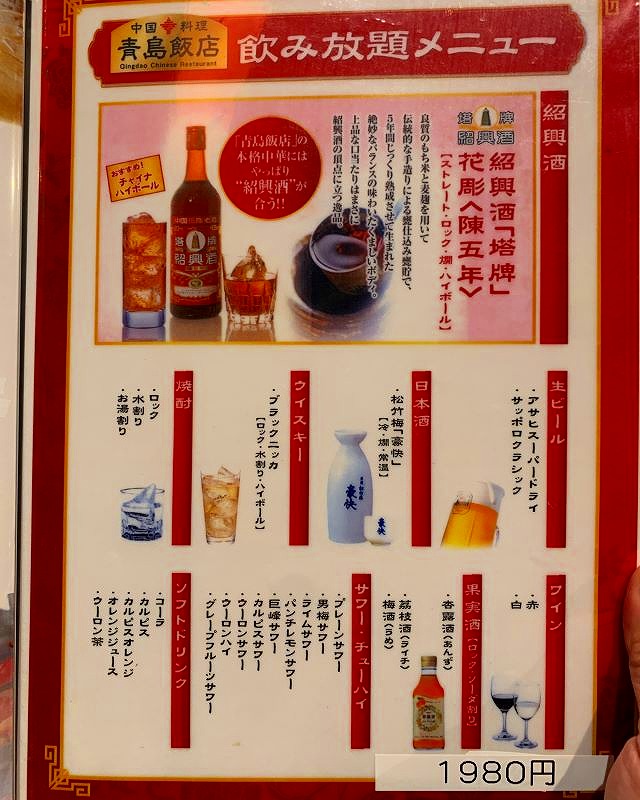 中国料理
青島飯店
Qingdao Chinese Restaurant
飲み放題メニュー
紹興酒
塔牌
紹興酒
紹興酒「塔牌」
花彫〈陳五年〉
【ストレート・ロック・燗・ハイボール】
良質のもち米と麦麹を用いて
伝統的な手造りによる甕仕込み甕貯で、
5年間じっくり熟成させて生まれた
絶妙なバランスの味わいたくましいボディ。
上品な口当たりはまさに
紹興酒の頂点に立つ逸品。
「青島飯店」の
本格中華には
やっぱり
“紹興酒”が
合う!!
おすすめ!
チャイナ
ハイボール
塔牌
紹興酒
生ビール
・アサヒスーパードライ
・サッポロクラシック
日本酒
・松竹梅「豪快」
【冷・燗・常温】
豪快
豪快
ウイスキー
・ブラックニッカ
【ロック・水割り・ハイボール】
焼酎
・ロック
・水割り
・お湯割り
ワイン
・赤
・白
果実酒(ロック・ソーダ割り)
・杏露酒(あんず)
・茘枝酒(ライチ)
・梅酒(うめ)
サワー・チューハイ
・プレーンサワー
・男梅サワー
・ライムサワー
・パンチレモンサワー
・巨峰サワー
・カルピスサワー
・ウーロンサワー
・ウーロンハイ
・グレープフルーツサワー
ソフトドリンク
・コーラ
・カルピス
・カルピスオレンジ
・オレンジジュース
・ウーロン茶
1980円